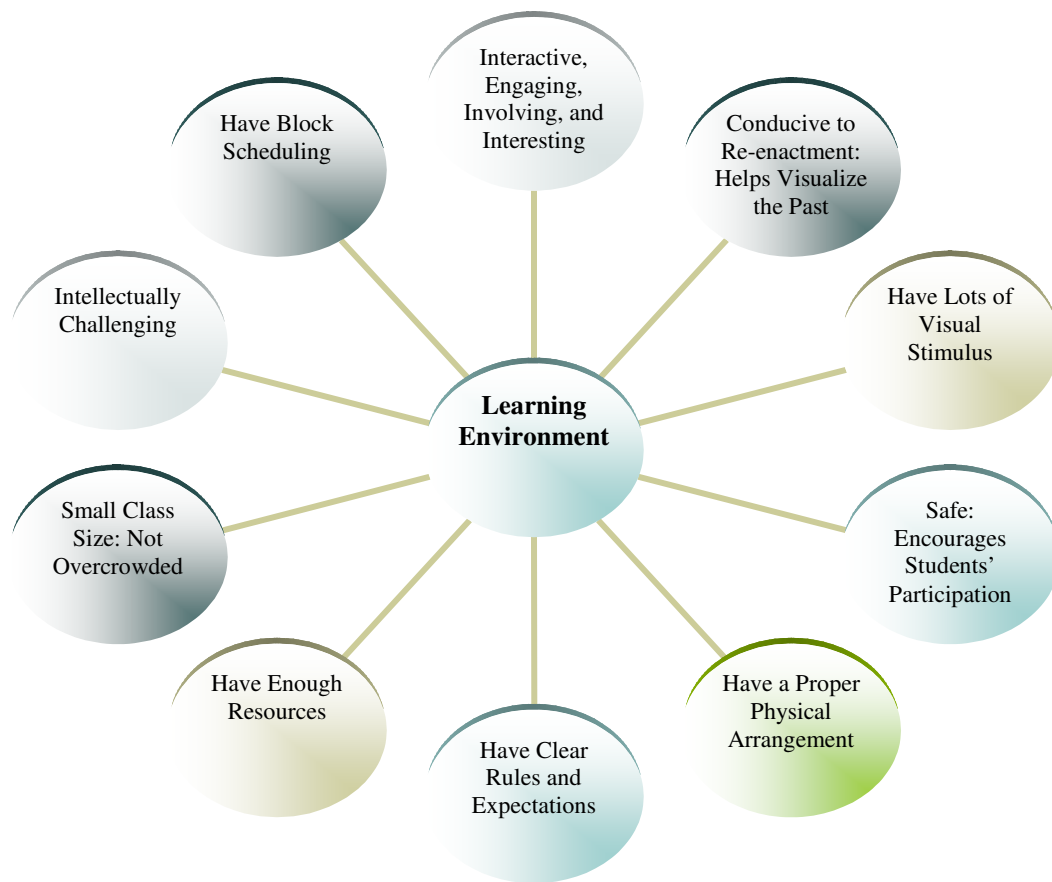 Interactive,
Engaging,
Involving, and
Interesting
Conducive to
Re-enactment:
Helps Visualize
the Past
Have Lots of
Visual
Stimulus
Safe:
Encourages
Students’
Participation
Have a Proper
Physical
Arrangement
Have Clear
Rules and
Expectations
Have Enough
Resources
Small Class
Size: Not
Overcrowded
Intellectually
Challenging
Have Block
Scheduling
Learning
Environment